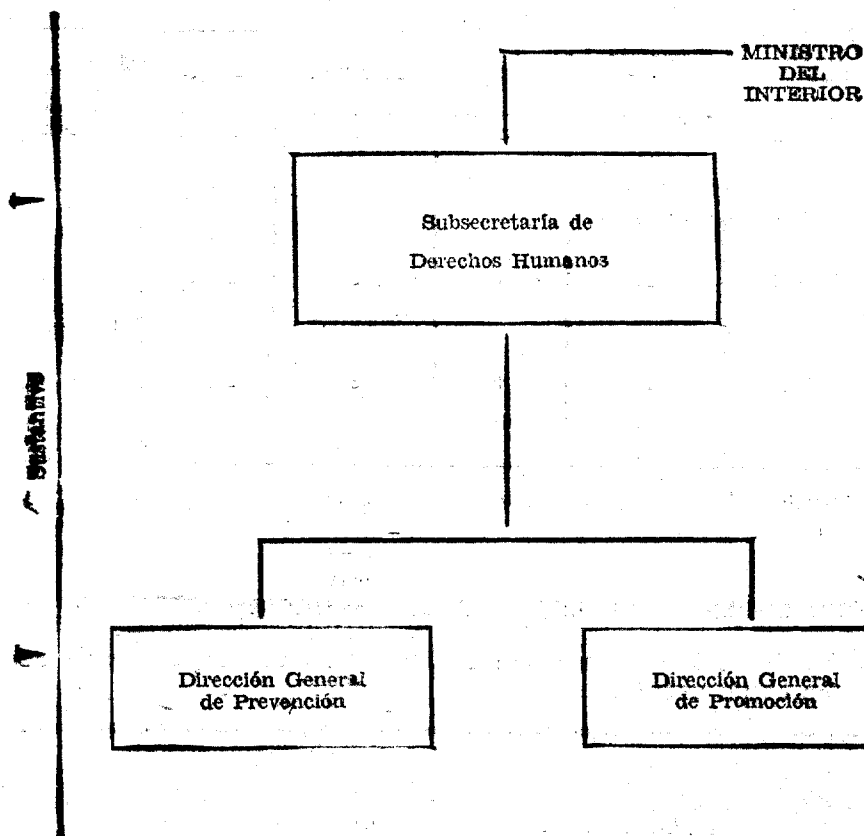 MINISTRO
DEL
INTERIOR
Subsecretaría de
Derechos Humanos
Dirección General
de Prevención
Dirección General
de Promoción